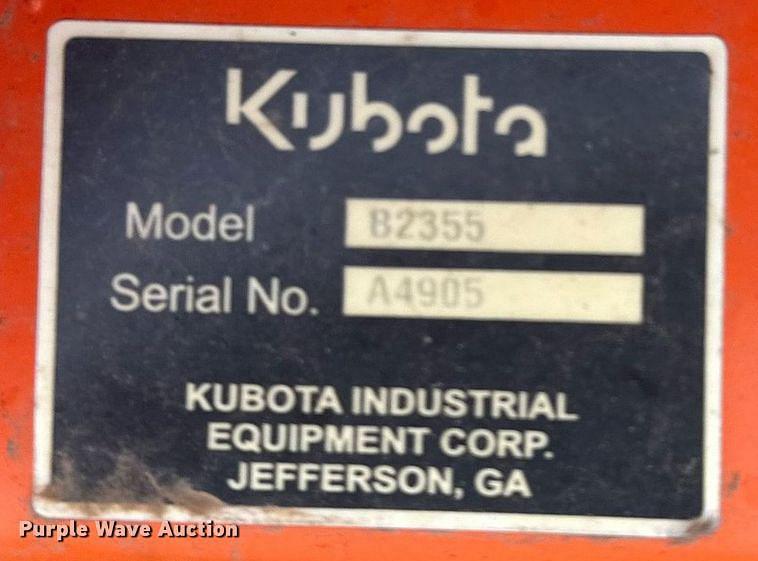 Kubota
Model B2355
Serial No. A4905
KUBOTA INDUSTRIAL
EQUIPMENT CORP.
JEFFERSON, GA
Purple Wave Auction